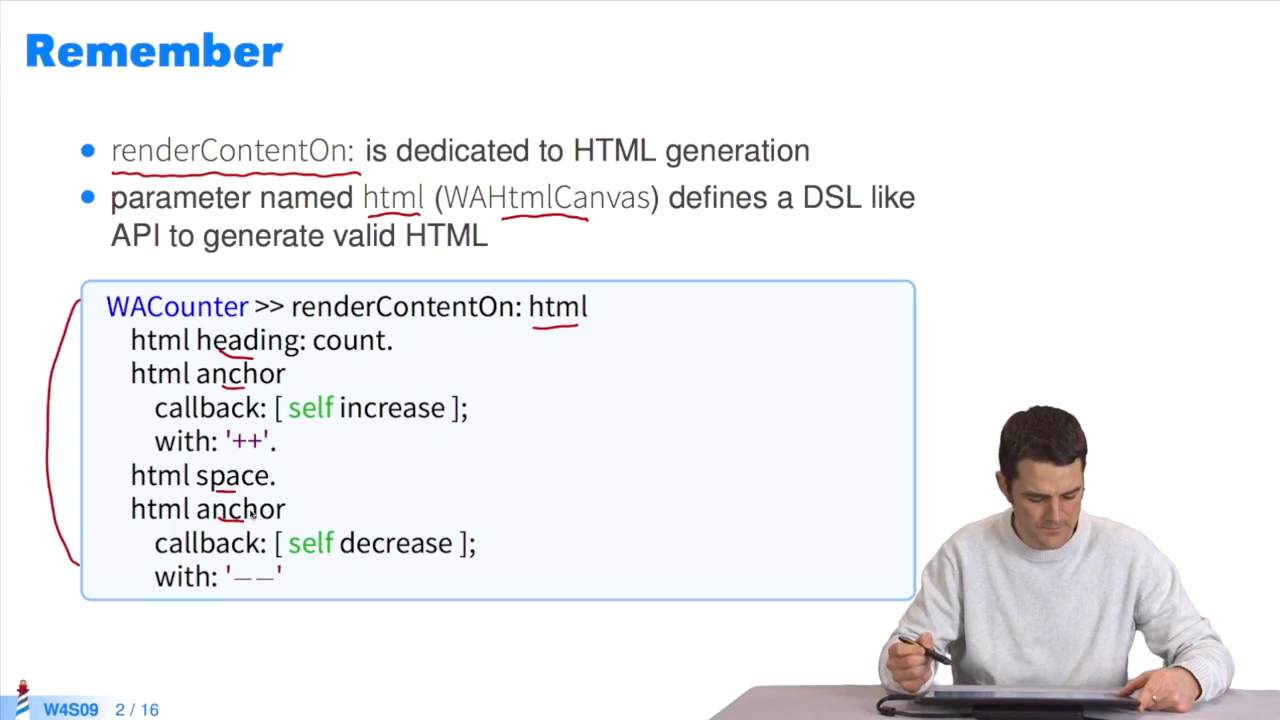 Remember
renderContentOn: is dedicated to HTML generation
parameter named html (WAHtmlCanvas) defines a DSL like
API to generate valid HTML
WACounter >> renderContentOn: html
html heading: count.
html anchor
callback: [ self increase ];
with: '++'.
html space.
html anchor
callback: [ self decrease ];
with: '−−'
W4S09 2 / 16